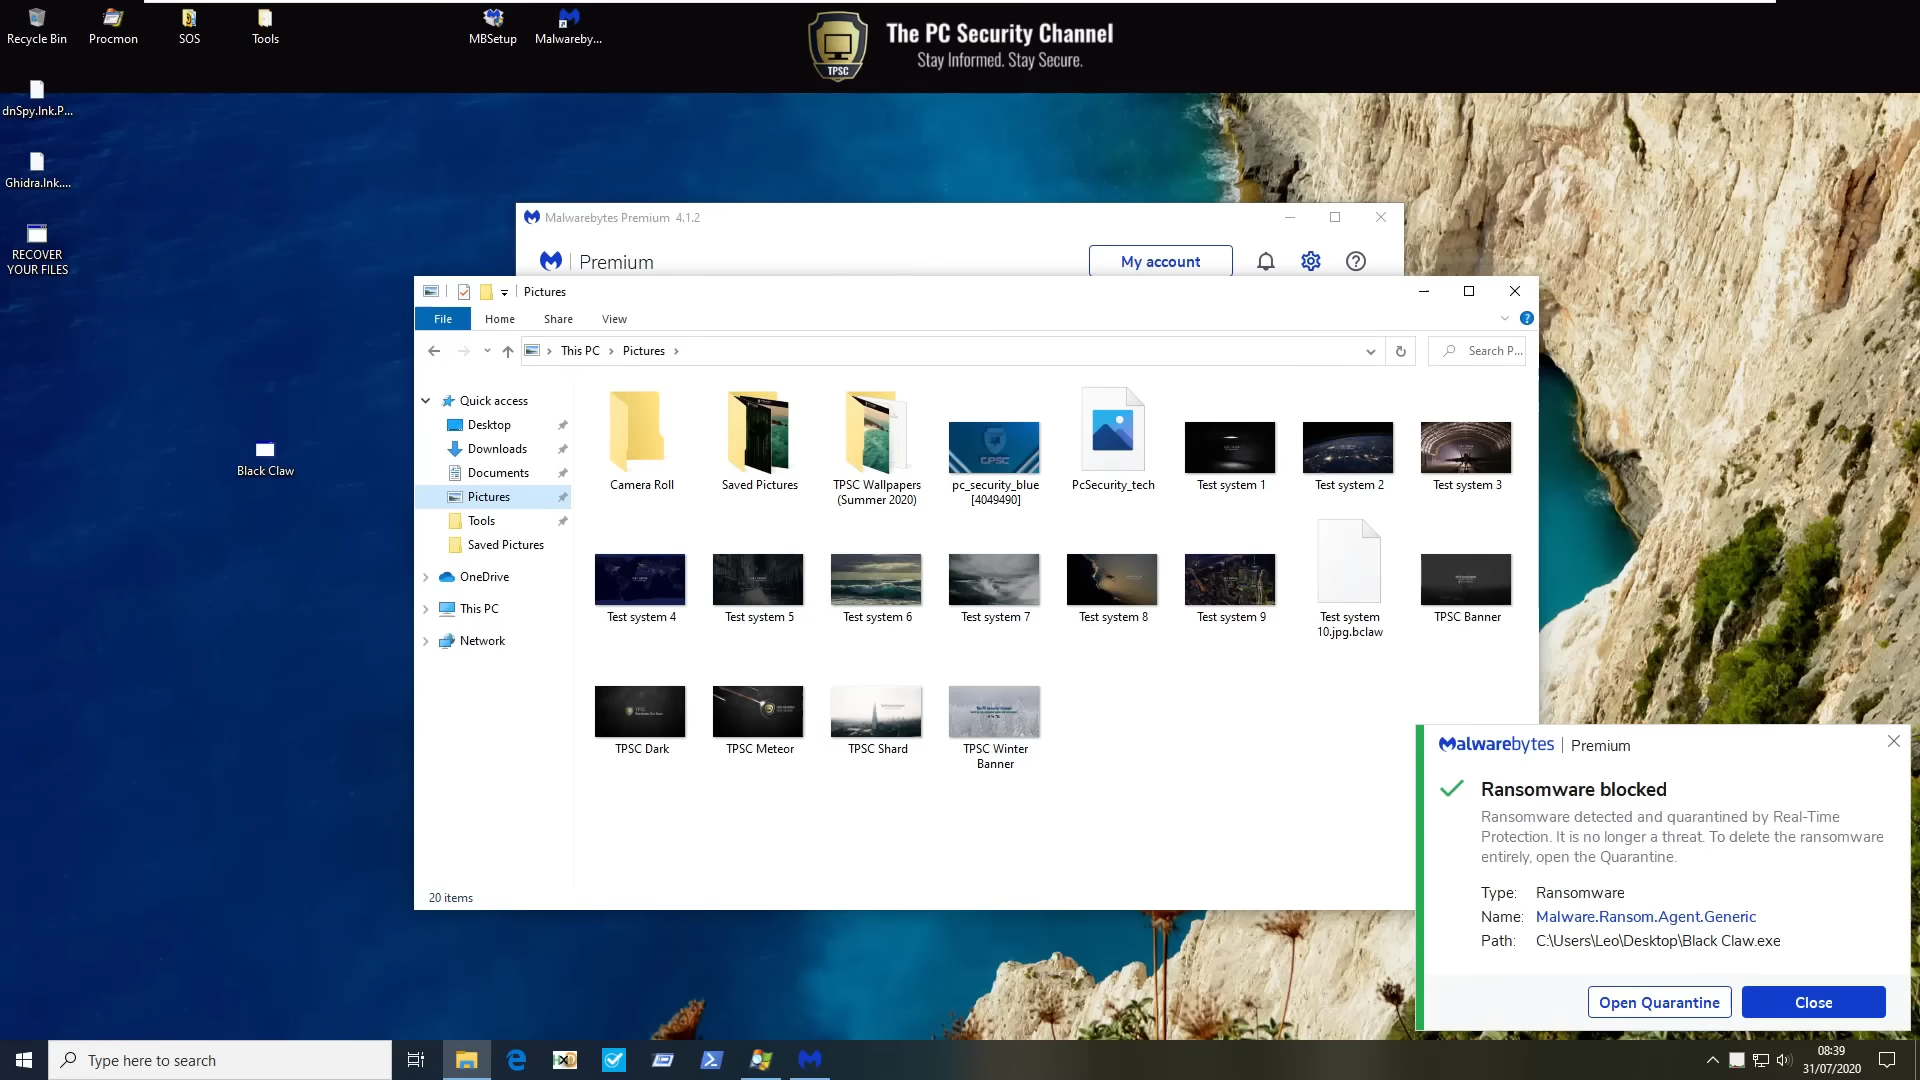 Recycle Bin
Procmon
SOS
Tools
MBSetup
Malwareby...
TPSC
The PC Security Channel
Stay Informed. Stay Secure.
dnSpy.lnk.P...
Ghidra.lnk....
RECOVER
YOUR FILES
Black Claw
Malwarebytes Premium 4.1.2
Premium
My account
Pictures
File
Home
Share
View
This PC
Pictures
Search P...
Quick access
Desktop
Downloads
Documents
Pictures
Tools
Saved Pictures
OneDrive
This PC
Network
Camera Roll
Saved Pictures
TPSC Wallpapers
(Summer 2020)
pc_security_blue
[4049490]
PcSecurity_tech
Test system 1
Test system 2
Test system 3
Test system 4
Test system 5
Test system 6
Test system 7
Test system 8
Test system 9
Test system
10.jpg.bclaw
TPSC Banner
TPSC Dark
TPSC Meteor
TPSC Shard
TPSC Winter
Banner
20 items
Malwarebytes | Premium
Ransomware blocked
Ransomware detected and quarantined by Real-Time
Protection. It is no longer a threat. To delete the ransomware
entirely, open the Quarantine.
Type: Ransomware
Name: Malware.Ransom.Agent.Generic
Path: C:\Users\Leo\Desktop\Black Claw.exe
Open Quarantine
Close
Type here to search
08:39
31/07/2020